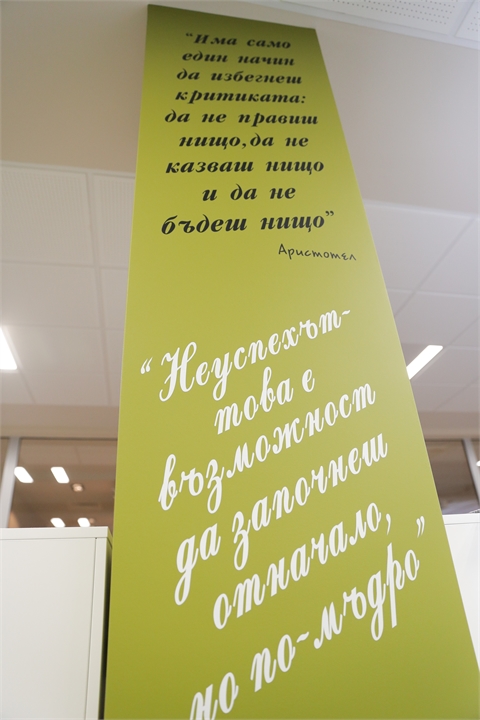 “Има само
един начин
да избегнеш
критиката:
да не правиш
нищо,да не
казваш нищо
и да не
бъдеш нищо”
Аристотел
“Неуспехът-
това е
възможност
да започнеш
отначало,
но по-мъдро”